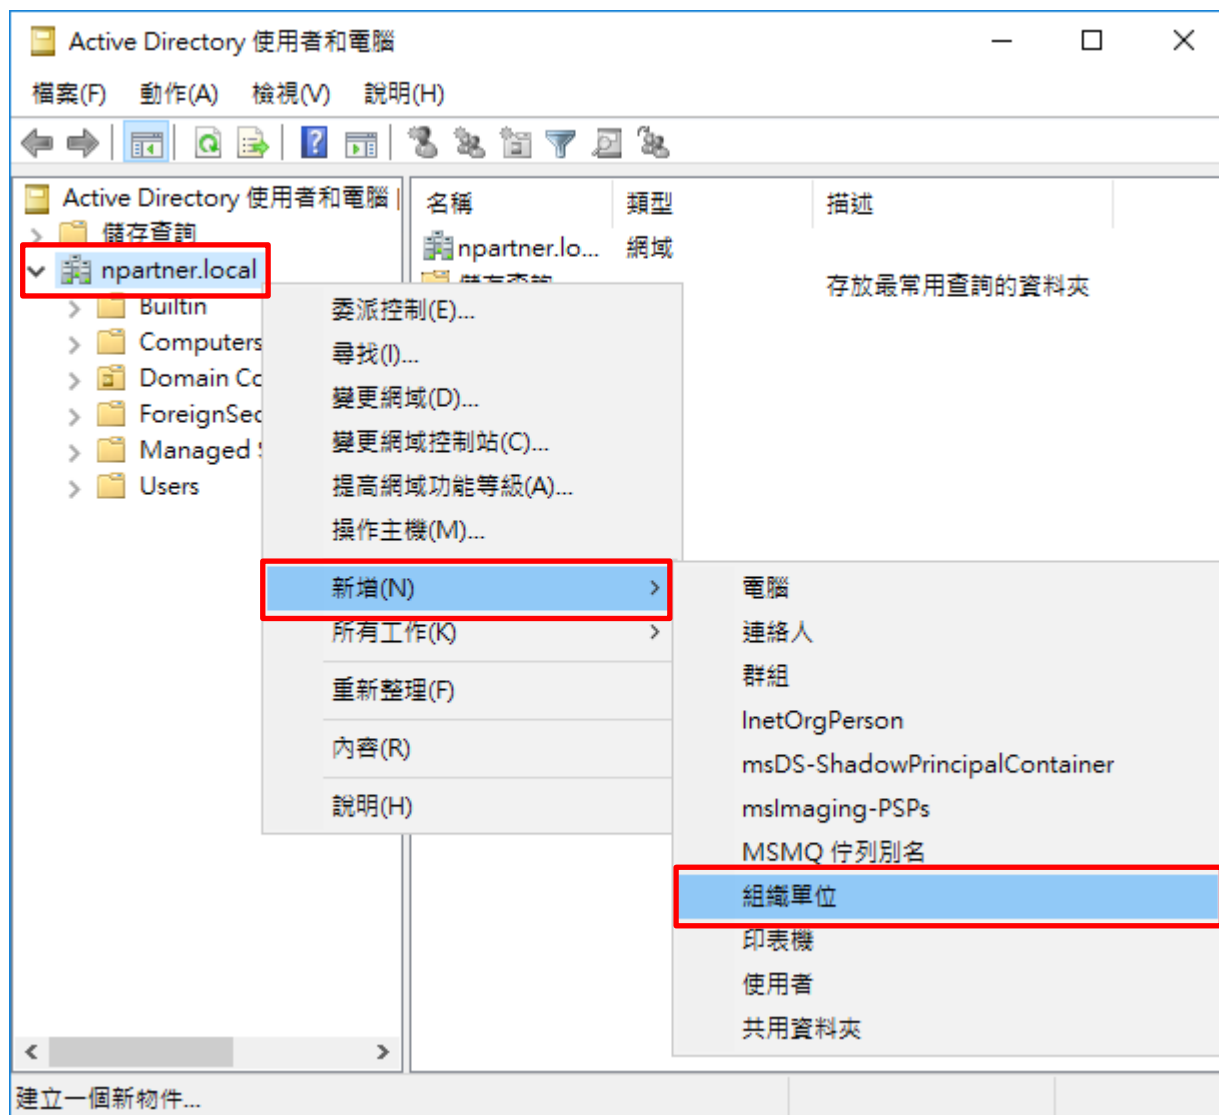 Active Directory 使用者和電腦
檔案(F) 動作(A) 檢視(V) 說明(H)
Active Directory 使用者和電腦
儲存查詢
npartner.local
Builtin
Computers
Domain Co
ForeignSec
Managed
Users
名稱 類型 描述
npartner.lo... 網域
儲存查詢 存放最常用查詢的資料夾
委派控制(E)...
尋找(I)...
變更網域(D)...
變更網域控制站(C)...
提高網域功能等級(A)...
操作主機(M)...
新增(N)
所有工作(K)
重新整理(F)
內容(R)
說明(H)
電腦
連絡人
群組
InetOrgPerson
msDS-ShadowPrincipalContainer
msImaging-PSPs
MSMQ 佇列別名
組織單位
印表機
使用者
共用資料夾
建立一個新物件...